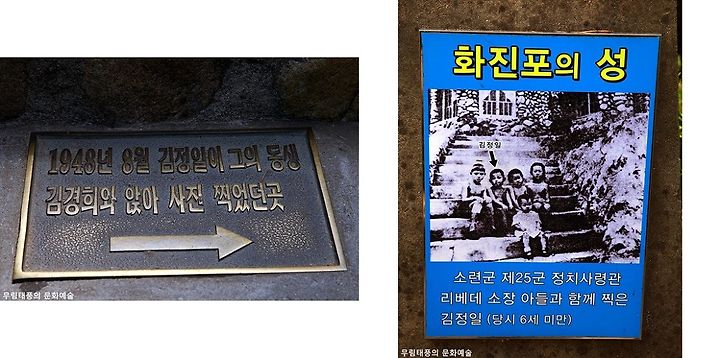 1948년 8월 김정일이 그의 동생
김경희와 앉아 사진 찍었던곳
우림태풍의 문화예술
화진포의 성
김정일
소련군 제25군 정치사령관
리베데 소장 아들과 함께 찍은
김정일 (당시 6세 미만)
우림태풍의 문화예술